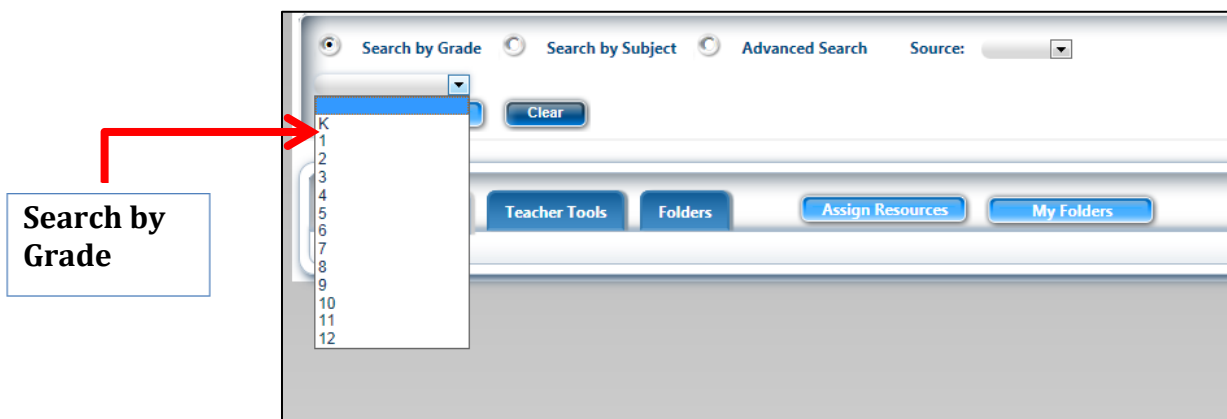 Search by Grade Search by Subject Advanced Search Source:
Clear
K
1
2
3
4
5
6
7
8
9
10
11
12
Teacher Tools Folders Assign Resources My Folders
Search by
Grade